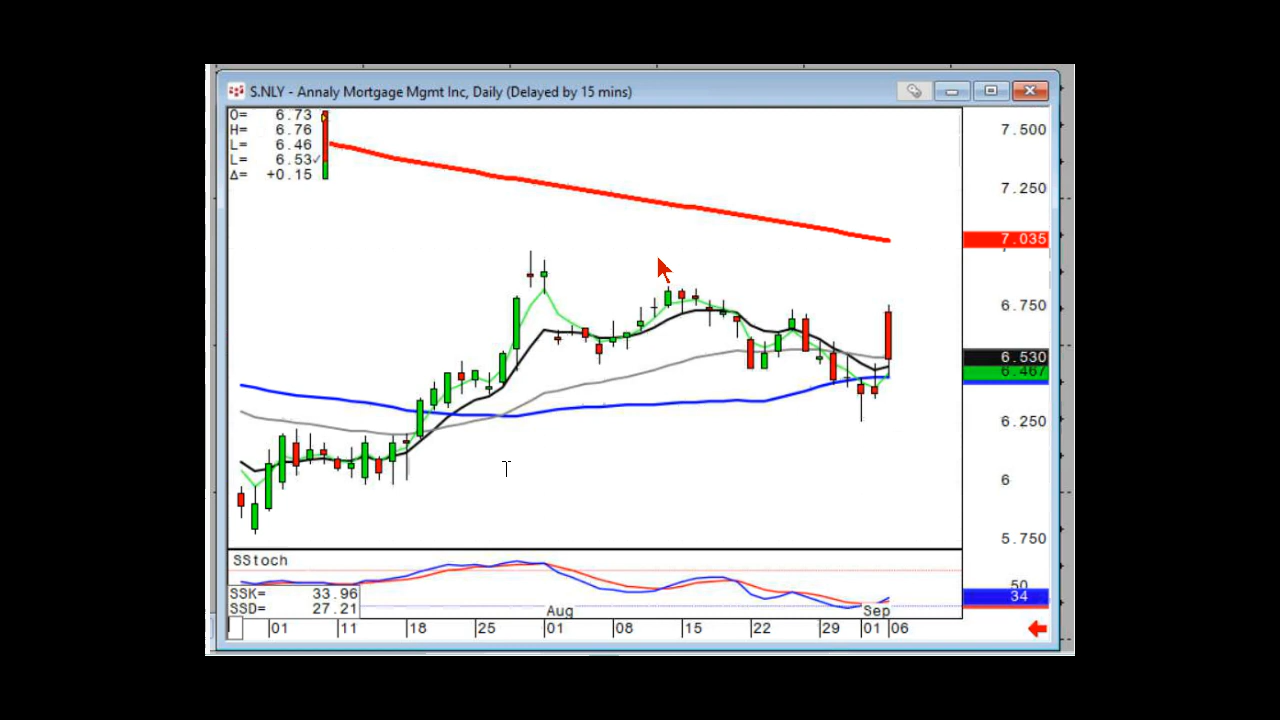 S.NLY - Annaly Mortgage Mgmt Inc, Daily (Delayed by 15 mins)
O= 6.73
H= 6.76
L= 6.46
L= 6.53✓
Δ= +0.15
7.500
7.250
7.035
6.750
6.530
6.467
6.250
6
5.750
SStoch
50
SSK= 33.96
34
SSD= 27.21
Aug Sep
01 11 18 25 01 08 15 22 29 01 06